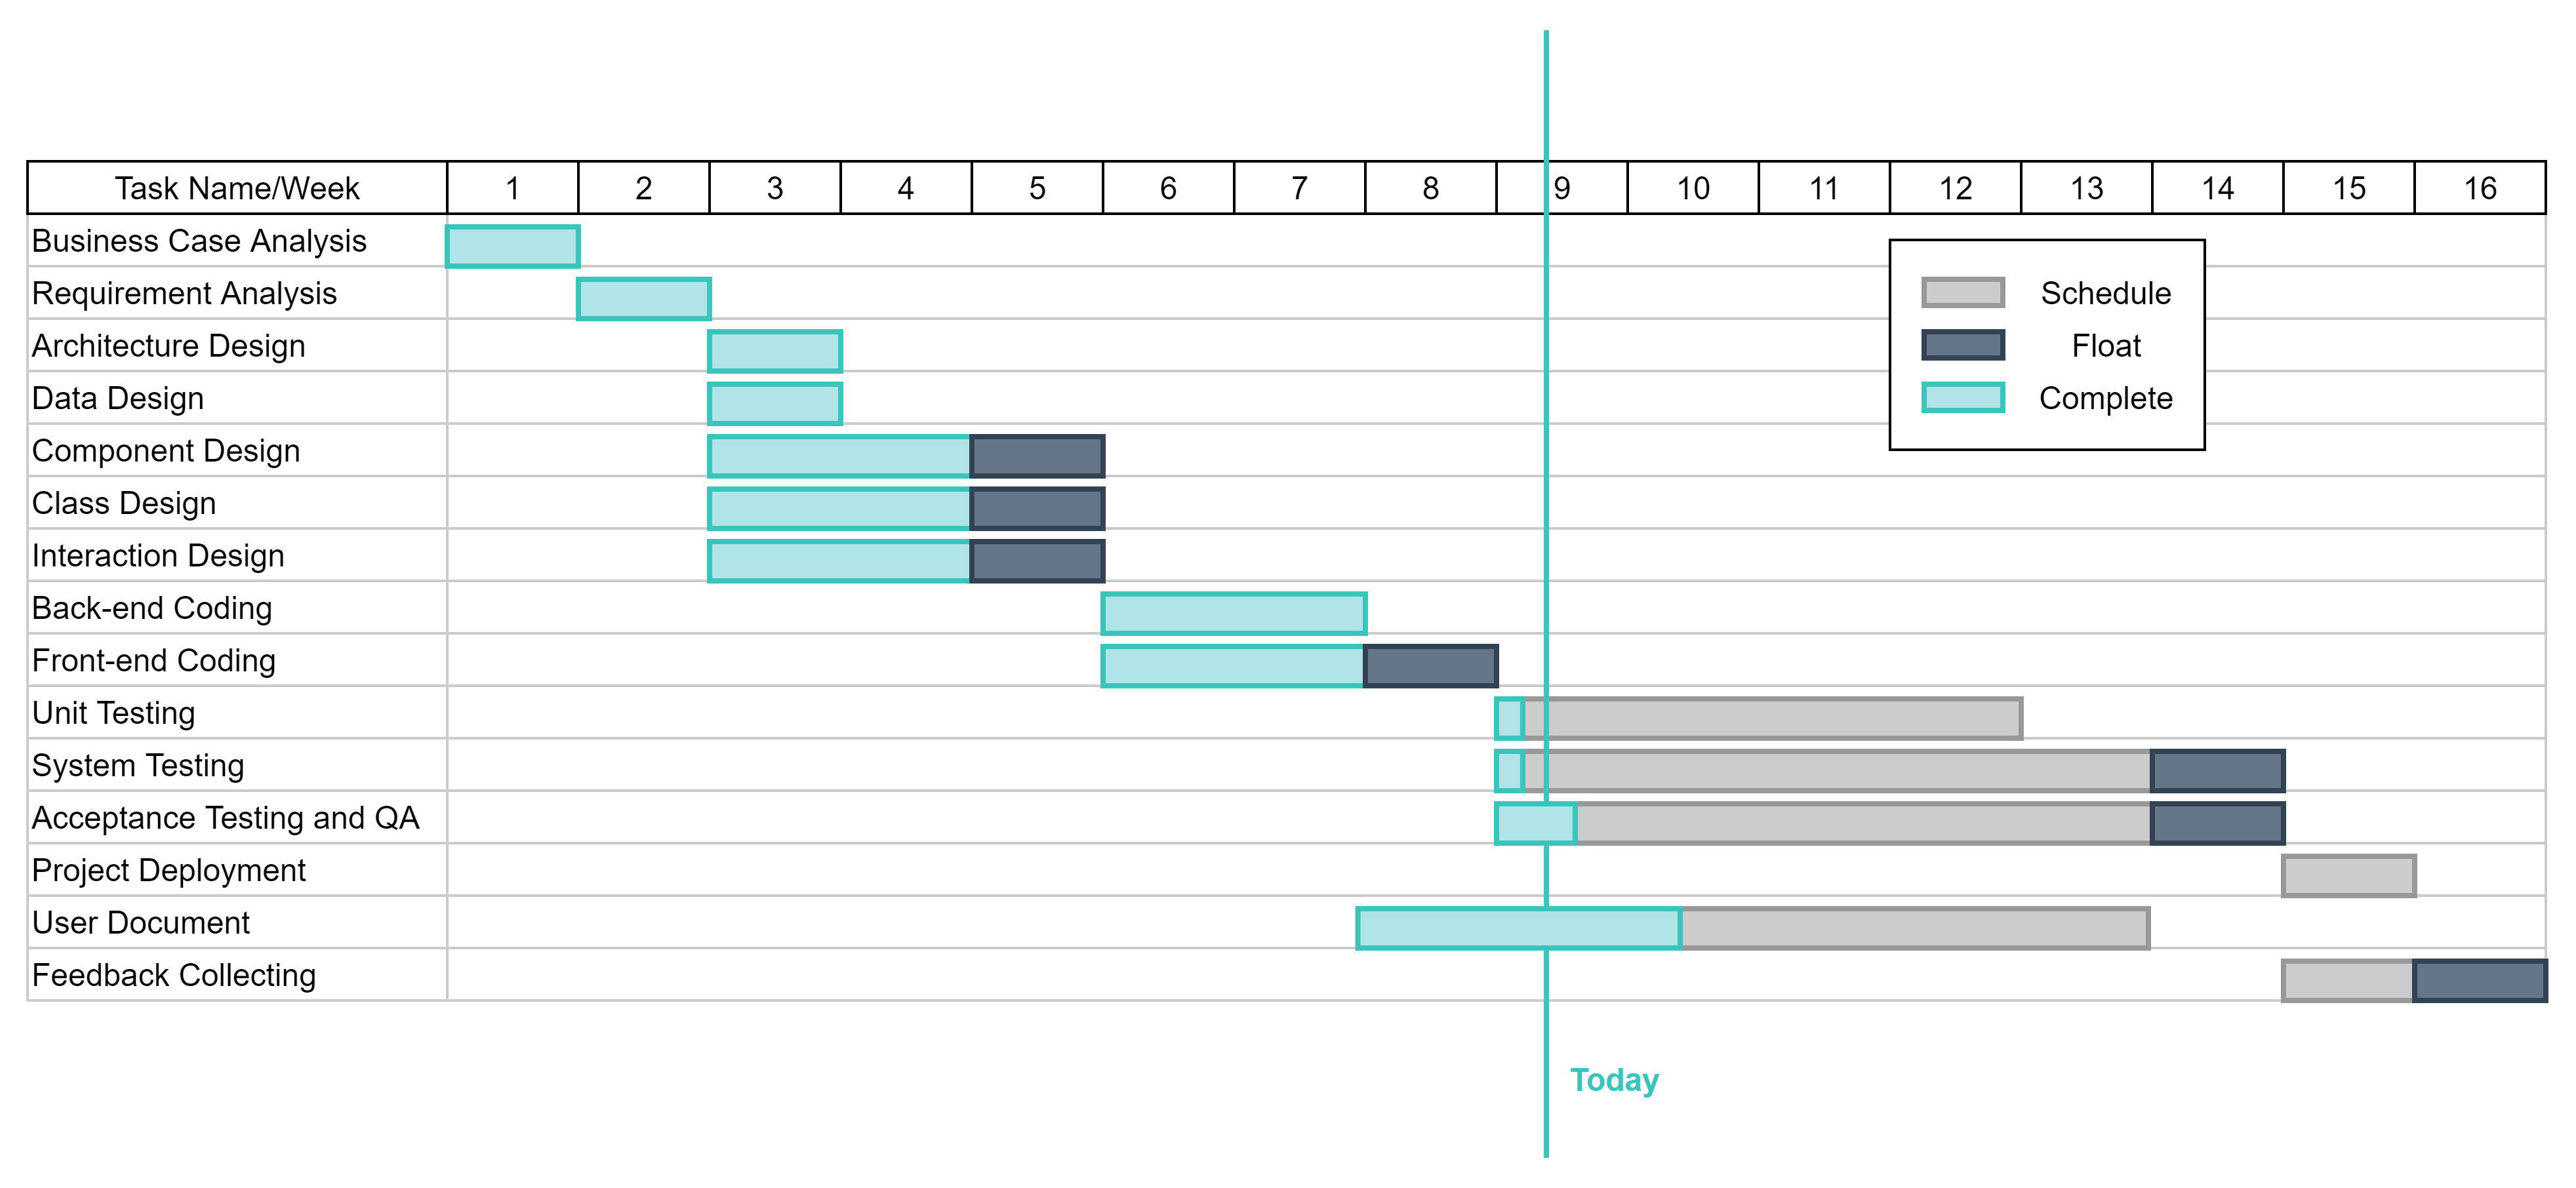 Task Name/Week 1 2 3 4 5 6 7 8 9 10 11 12 13 14 15 16
Business Case Analysis
Requirement Analysis
Schedule
Architecture Design
Float
Data Design
Complete
Component Design
Class Design
Interaction Design
Back-end Coding
Front-end Coding
Unit Testing
System Testing
Acceptance Testing and QA
Project Deployment
User Document
Feedback Collecting
Today